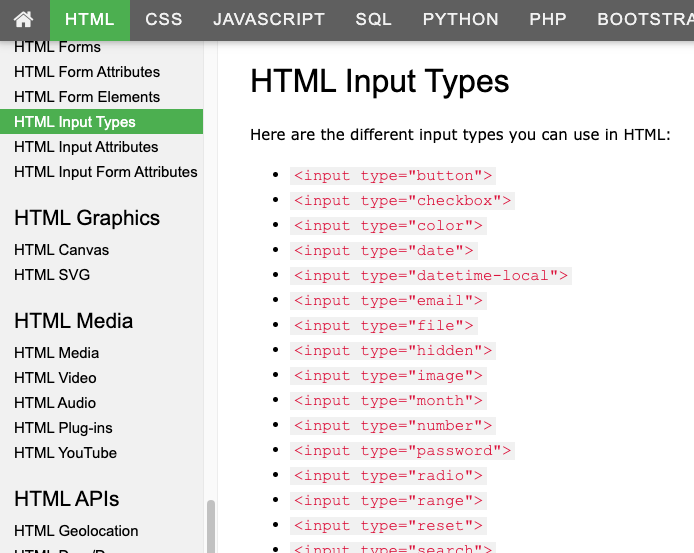 HTML CSS JAVASCRIPT SQL PYTHON PHP BOOTSTRA
HTML Forms
HTML Form Attributes
HTML Form Elements
HTML Input Types
HTML Input Attributes
HTML Input Form Attributes
HTML Graphics
HTML Canvas
HTML SVG
HTML Media
HTML Media
HTML Video
HTML Audio
HTML Plug-ins
HTML YouTube
HTML APIs
HTML Geolocation
HTML Input Types
Here are the different input types you can use in HTML:
<input type="button">
<input type="checkbox">
<input type="color">
<input type="date">
<input type="datetime-local">
<input type="email">
<input type="file">
<input type="hidden">
<input type="image">
<input type="month">
<input type="number">
<input type="password">
<input type="radio">
<input type="range">
<input type="reset">
<input type="search">